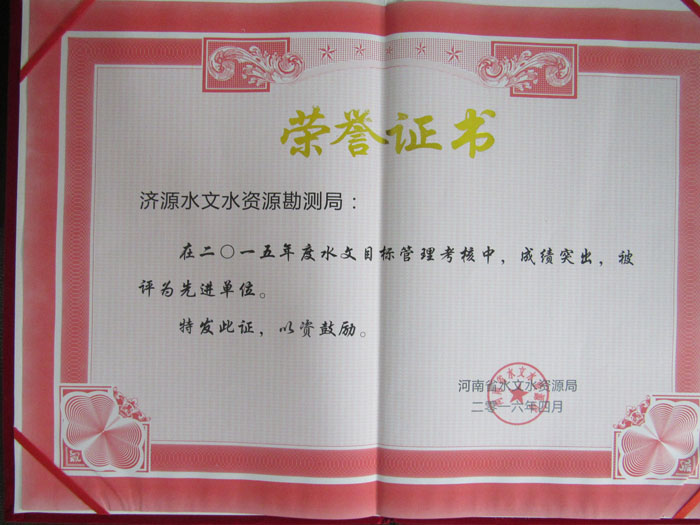 荣誉证书
济源水文水资源勘测局：
在二〇一五年度水文目标管理考核中，成绩突出，被
评为先进单位。
特发此证，以资鼓励。
河南省水文水资源局
二零一六年四月